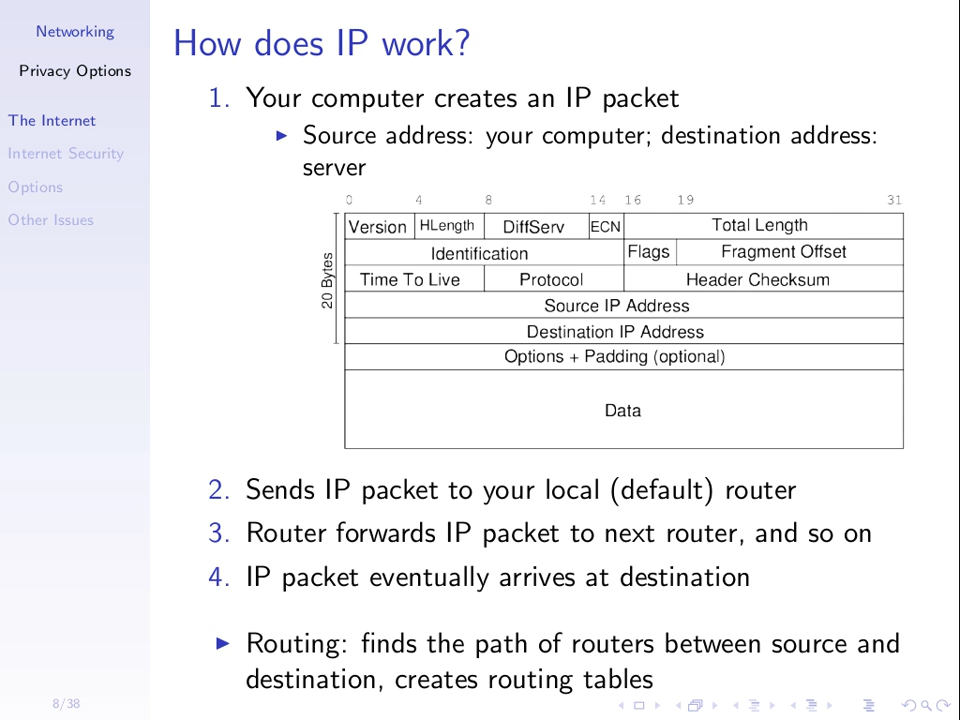 Networking
Privacy Options
The Internet
Internet Security
Options
Other Issues
8/38
How does IP work?
1. Your computer creates an IP packet
Source address: your computer; destination address:
server
0 4 8 14 16 19 31
Version HLength DiffServ ECN Total Length
Identification Flags Fragment Offset
Time To Live Protocol Header Checksum
Source IP Address
Destination IP Address
Options + Padding (optional)
Data
20 Bytes
2. Sends IP packet to your local (default) router
3. Router forwards IP packet to next router, and so on
4. IP packet eventually arrives at destination
Routing: finds the path of routers between source and
destination, creates routing tables